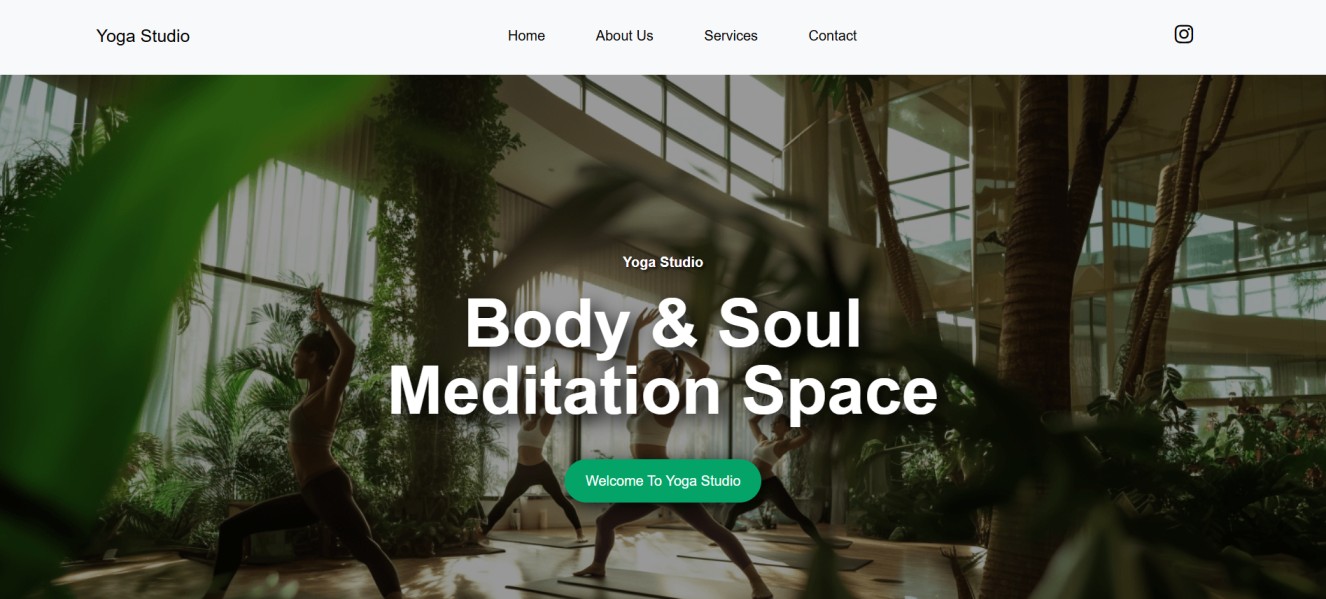 Yoga Studio
Home
About Us
Services
Contact
Yoga Studio
Body & Soul
Meditation Space
Welcome To Yoga Studio